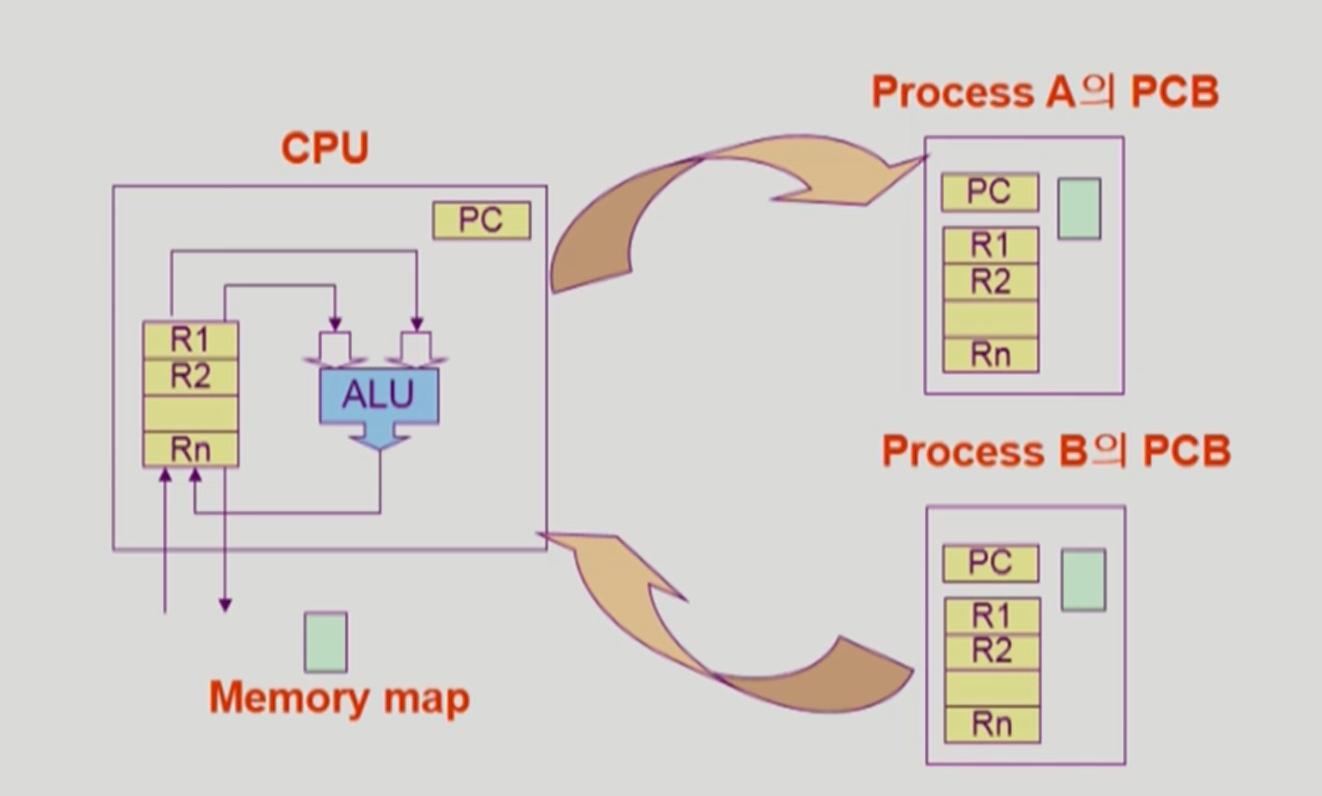 CPU
PC
R1
R2
Rn
ALU
Memory map
Process A의 PCB
PC
R1
R2
Rn
Process B의 PCB
PC
R1
R2
Rn